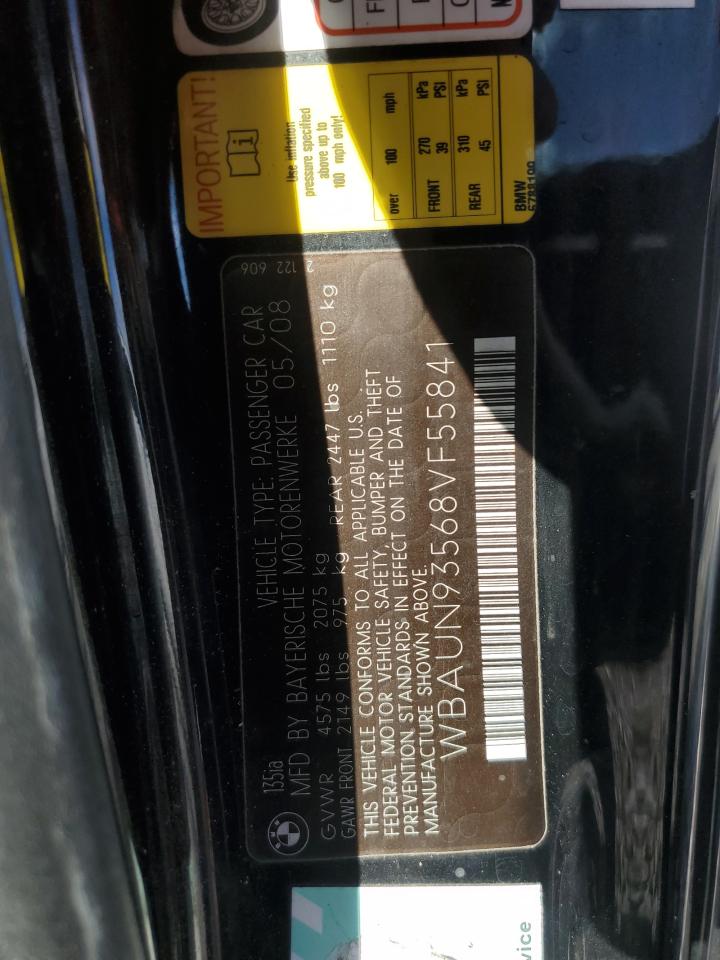 IMPORTANT!
Use inflation
pressure specified
above up to
100 mph only!
over 100 mph
FRONT 270 kPa
39 PSI
REAR 310 kPa
45 PSI
BMW
6788199
2 122 606
135ia VEHICLE TYPE: PASSENGER CAR
MFD BY BAYERISCHE MOTORENWERKE 05/08
GVWR 4575 lbs 2075 kg
GAWR FRONT 2149 lbs 975 kg REAR 2447 lbs 1110 kg
THIS VEHICLE CONFORMS TO ALL APPLICABLE U.S.
FEDERAL MOTOR VEHICLE SAFETY, BUMPER AND THEFT
PREVENTION STANDARDS IN EFFECT ON THE DATE OF
MANUFACTURE SHOWN ABOVE.
WBAUN93568VF55841